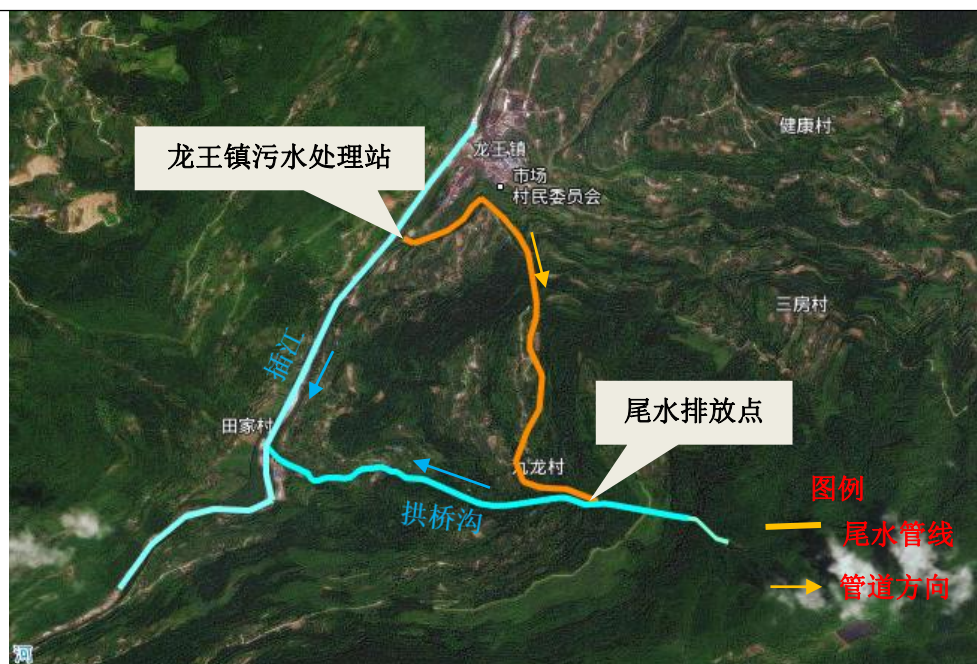 健康村
龙王镇污水处理站
龙王镇
市场
村民委员会
三房村
插江
田家村
尾水排放点
九龙村
拱桥沟
图例
尾水管线
管道方向
河